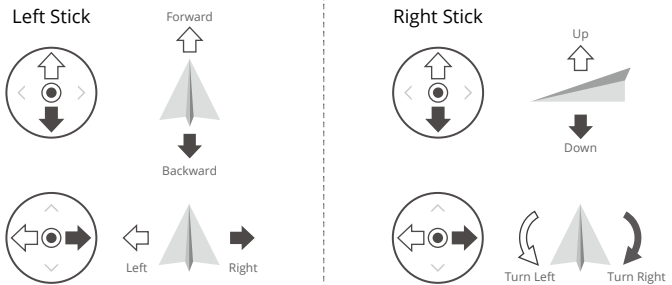 Left Stick
Forward
Backward
Left
Right
Right Stick
Up
Down
Turn Left
Turn Right